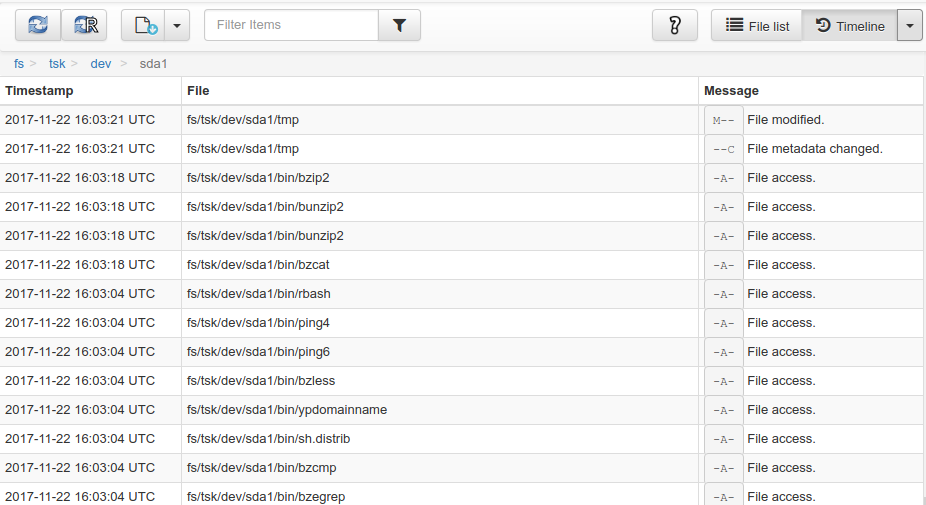 R
Filter Items
?
File list
Timeline
fs > tsk > dev > sda1
Timestamp File Message
2017-11-22 16:03:21 UTC fs/tsk/dev/sda1/tmp M-- File modified.
2017-11-22 16:03:21 UTC fs/tsk/dev/sda1/tmp --C File metadata changed.
2017-11-22 16:03:18 UTC fs/tsk/dev/sda1/bin/bzip2 -A- File access.
2017-11-22 16:03:18 UTC fs/tsk/dev/sda1/bin/bunzip2 -A- File access.
2017-11-22 16:03:18 UTC fs/tsk/dev/sda1/bin/bunzip2 -A- File access.
2017-11-22 16:03:18 UTC fs/tsk/dev/sda1/bin/bzcat -A- File access.
2017-11-22 16:03:04 UTC fs/tsk/dev/sda1/bin/rbash -A- File access.
2017-11-22 16:03:04 UTC fs/tsk/dev/sda1/bin/ping4 -A- File access.
2017-11-22 16:03:04 UTC fs/tsk/dev/sda1/bin/ping6 -A- File access.
2017-11-22 16:03:04 UTC fs/tsk/dev/sda1/bin/bzless -A- File access.
2017-11-22 16:03:04 UTC fs/tsk/dev/sda1/bin/ypdomainname -A- File access.
2017-11-22 16:03:04 UTC fs/tsk/dev/sda1/bin/sh.distrib -A- File access.
2017-11-22 16:03:04 UTC fs/tsk/dev/sda1/bin/bzcmp -A- File access.
2017-11-22 16:03:04 UTC fs/tsk/dev/sda1/bin/bzegrep -A- File access.